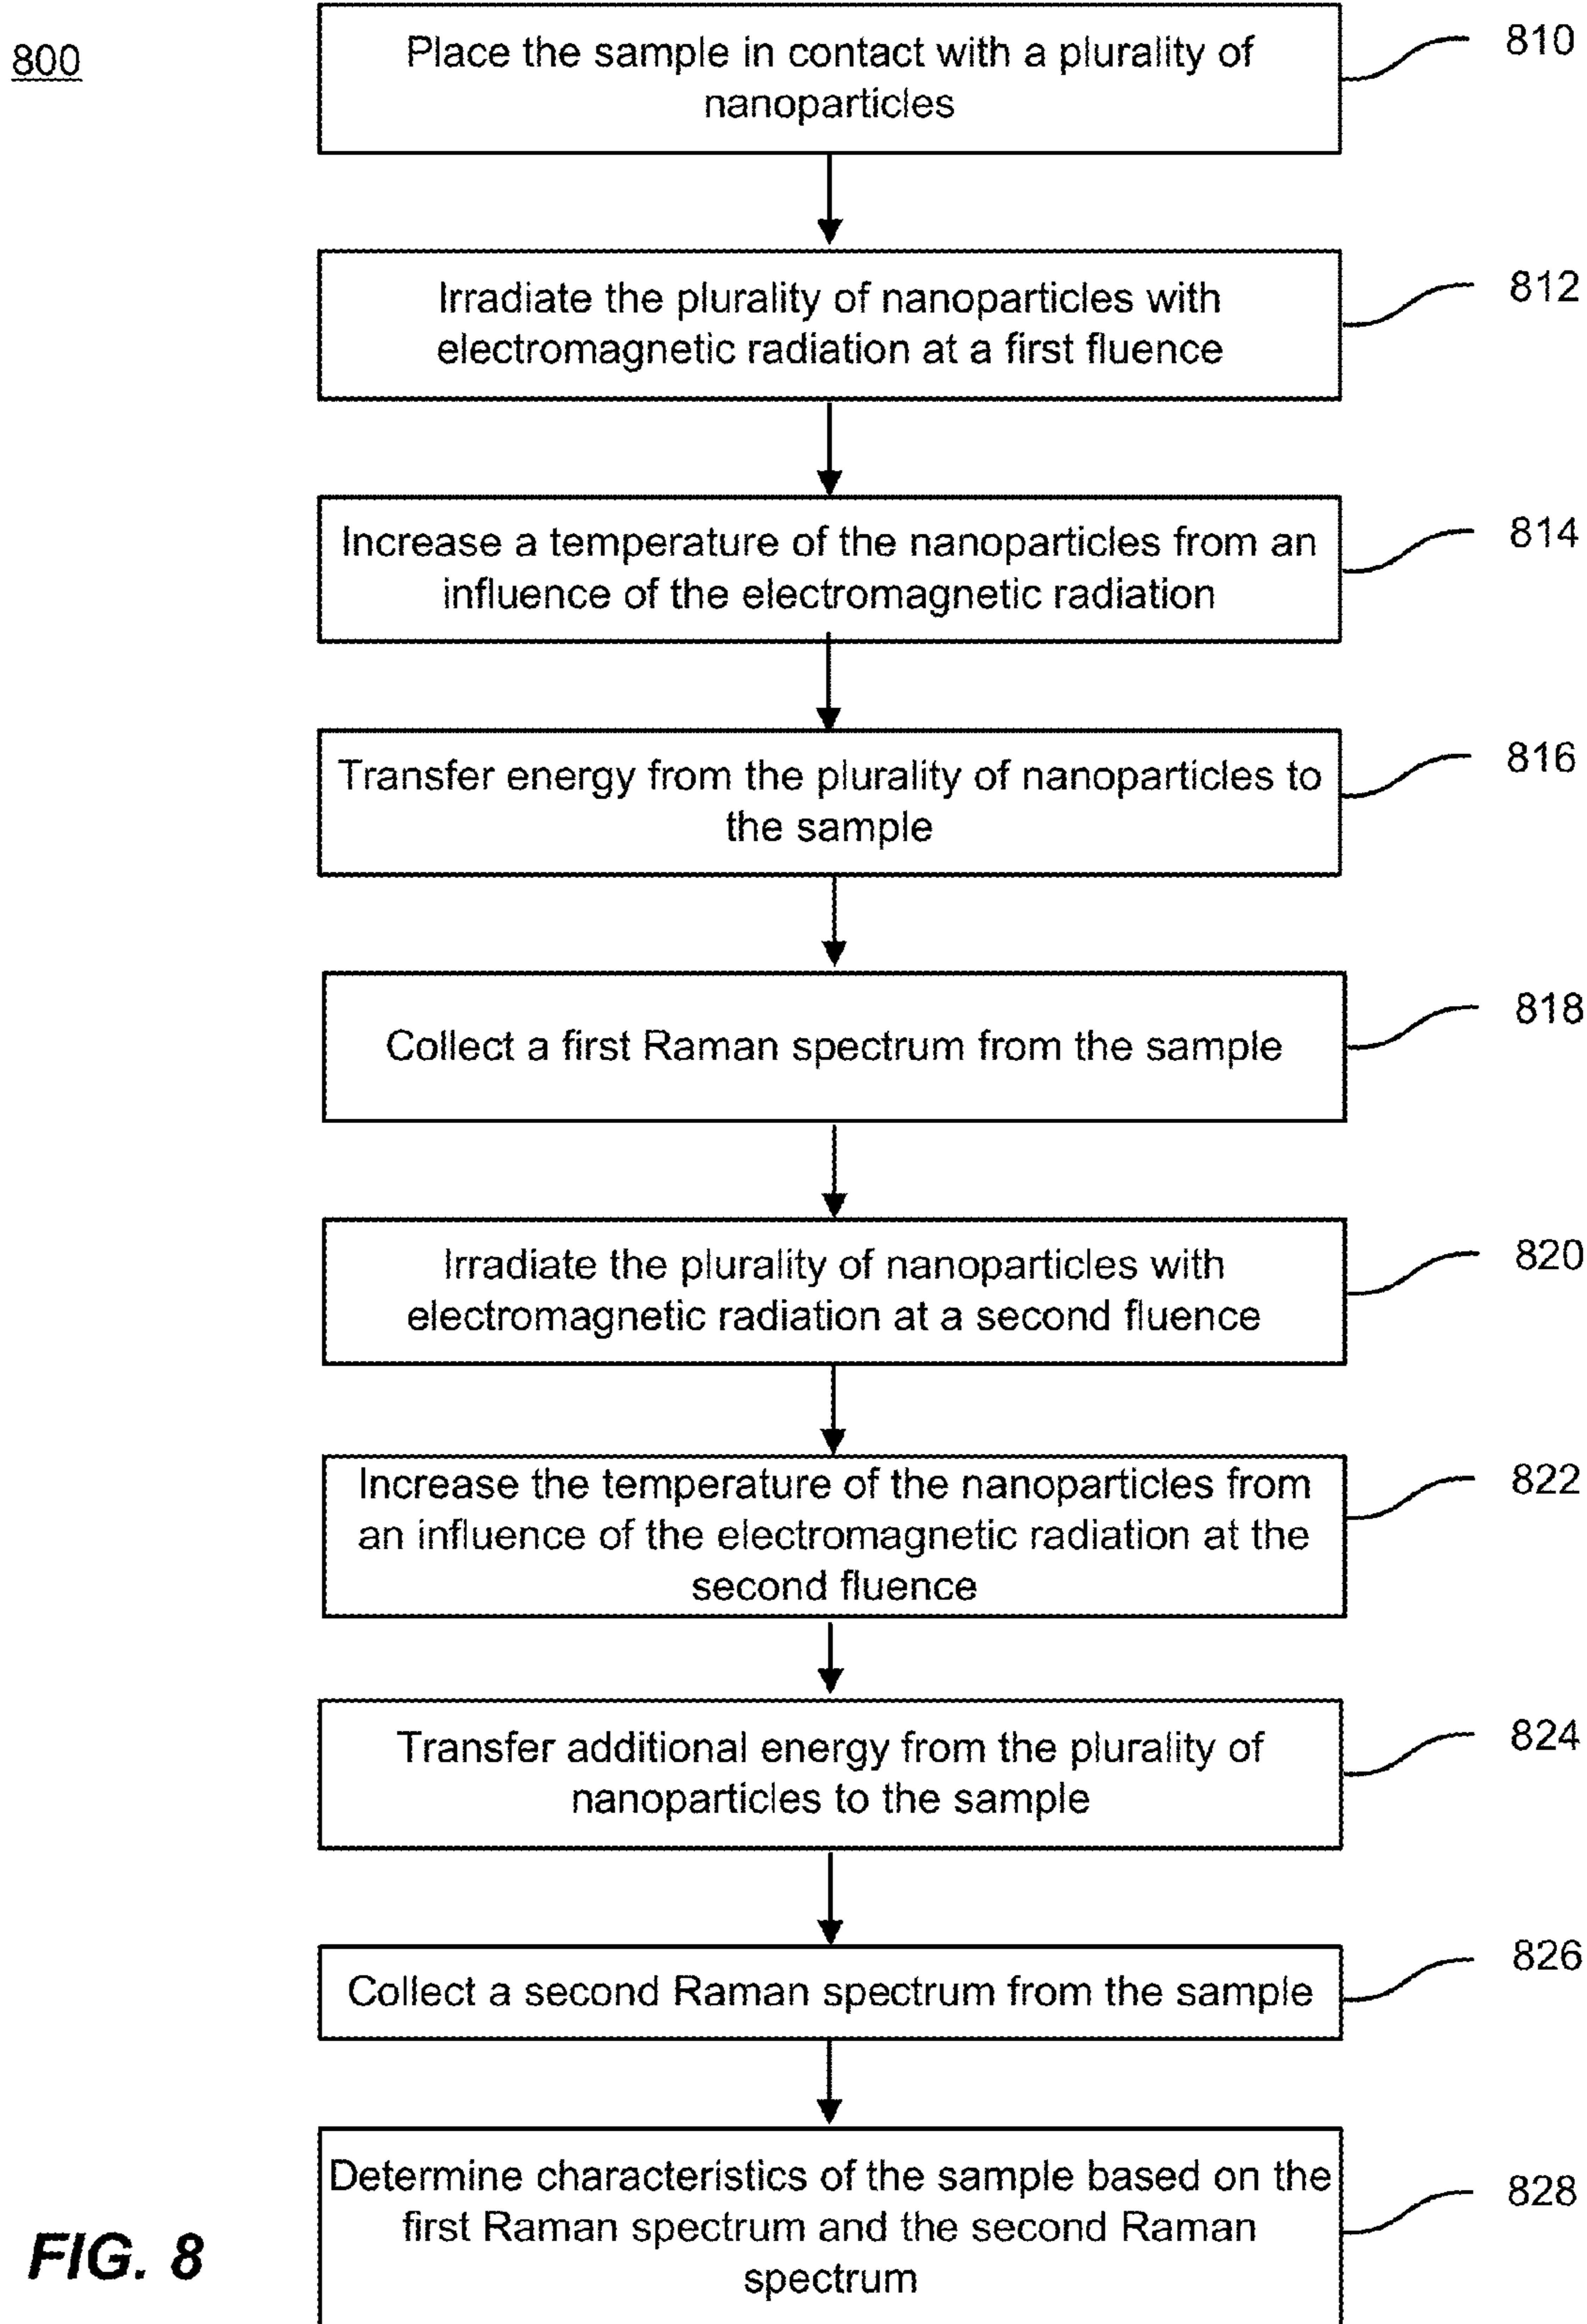 800
Place the sample in contact with a plurality of
nanoparticles
810
Irradiate the plurality of nanoparticles with
electromagnetic radiation at a first fluence
812
Increase a temperature of the nanoparticles from an
influence of the electromagnetic radiation
814
Transfer energy from the plurality of nanoparticles to
the sample
816
Collect a first Raman spectrum from the sample
818
Irradiate the plurality of nanoparticles with
electromagnetic radiation at a second fluence
820
Increase the temperature of the nanoparticles from
an influence of the electromagnetic radiation at the
second fluence
822
Transfer additional energy from the plurality of
nanoparticles to the sample
824
Collect a second Raman spectrum from the sample
826
Determine characteristics of the sample based on the
first Raman spectrum and the second Raman
spectrum
828
FIG. 8